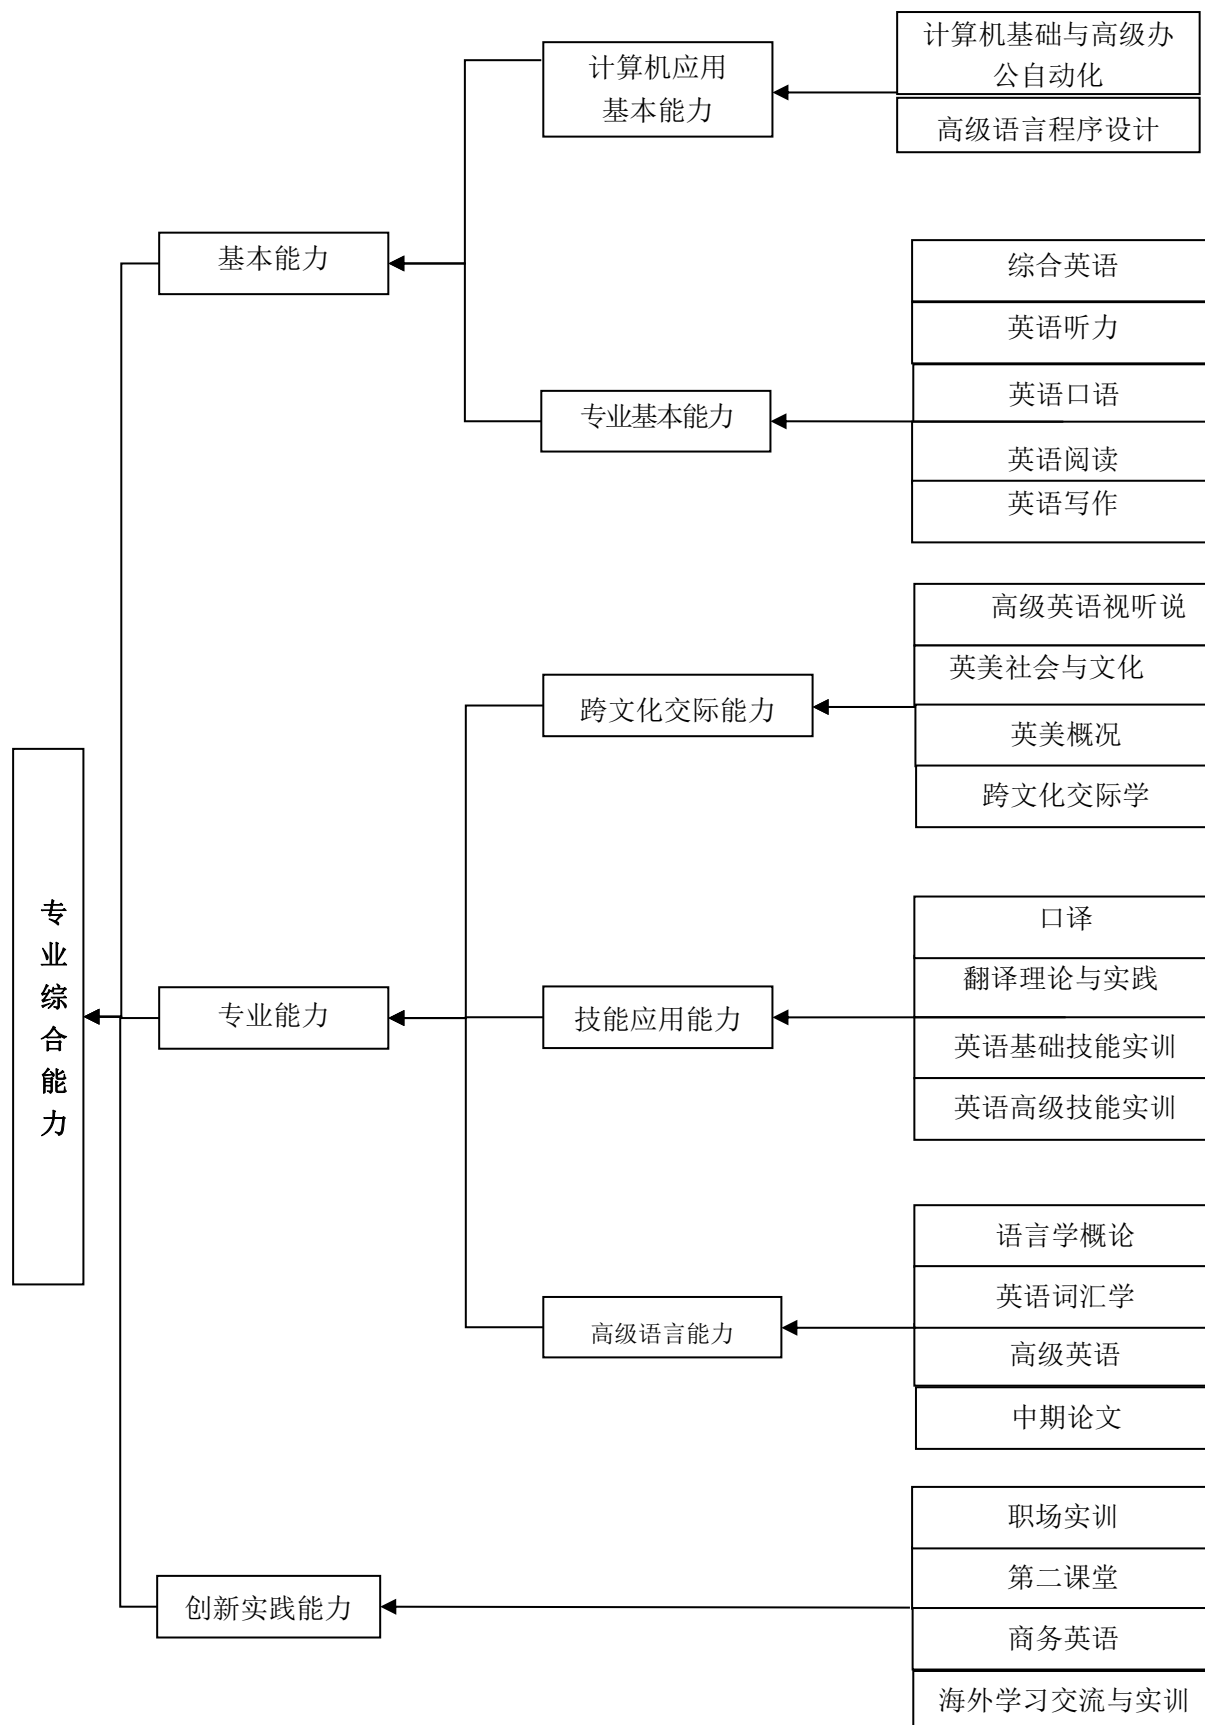 计算机基础与高级办
公自动化
计算机应用
基本能力
高级语言程序设计
基本能力
综合英语
英语听力
英语口语
专业基本能力
英语阅读
英语写作
高级英语视听说
英美社会与文化
跨文化交际能力
英美概况
跨文化交际学
专业综合能力
口译
翻译理论与实践
专业能力
技能应用能力
英语基础技能实训
英语高级技能实训
语言学概论
英语词汇学
高级语言能力
高级英语
中期论文
职场实训
第二课堂
创新实践能力
商务英语
海外学习交流与实训